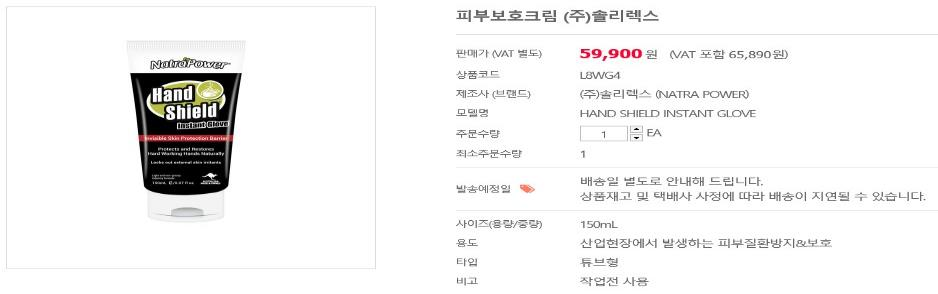 NatraPower
Hand
Shield
Instant Glove
Invisible Skin Protection Barrier
Protects and Restores
Hard Working Hands Naturally
Locks out external skin irritants
피부보호크림 (주)솔리렉스
판매가 (VAT 별도) 59,900 원 (VAT 포함 65,890원)
상품코드 L8WG4
제조사 (브랜드) (주)솔리렉스 (NATRA POWER)
모델명 HAND SHIELD INSTANT GLOVE
주문수량 1 EA
최소주문수량 1
발송예정일 배송일 별도로 안내해 드립니다.
상품재고 및 택배사 사정에 따라 배송이 지연될 수 있습니다.
사이즈(용량/중량) 150mL
용도 산업현장에서 발생하는 피부질환방지&보호
타입 튜브형
비고 작업전 사용